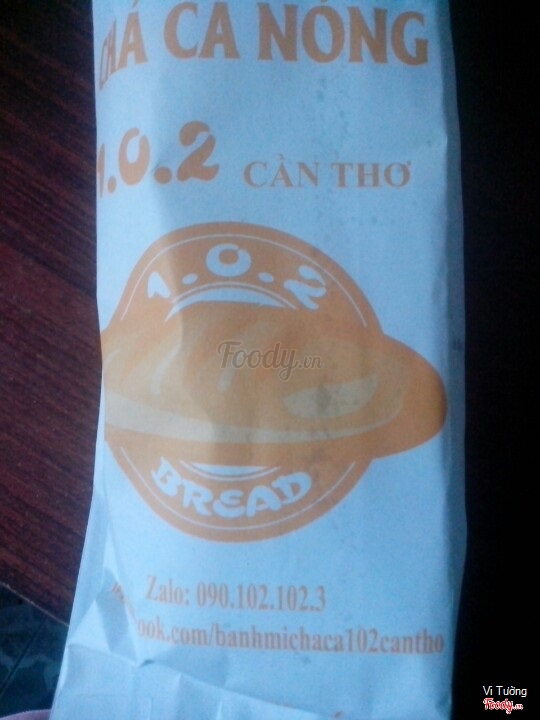 CHẢ CÁ NÓNG
1.0.2 CẦN THƠ
1.0.2
Foody.vn
BREAD
Zalo: 090.102.102.3
ook.com/banhmichaca102cantho
Vi Tường
Foody.vn